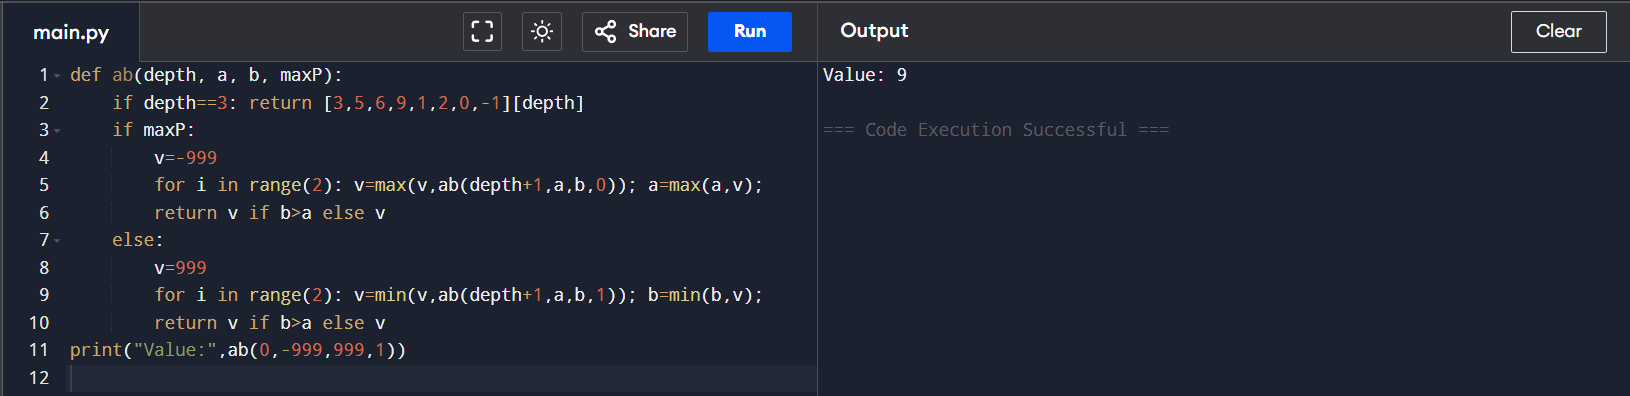 main.py
Share
Run
Output
Clear
1 def ab(depth, a, b, maxP):
2     if depth==3: return [3,5,6,9,1,2,0,-1][depth]
3     if maxP:
4         v=-999
5         for i in range(2): v=max(v,ab(depth+1,a,b,0)); a=max(a,v);
6         return v if b>a else v
7     else:
8         v=999
9         for i in range(2): v=min(v,ab(depth+1,a,b,1)); b=min(b,v);
10         return v if b>a else v
11 print("Value:",ab(0,-999,999,1))
12
Value: 9
=== Code Execution Successful ===